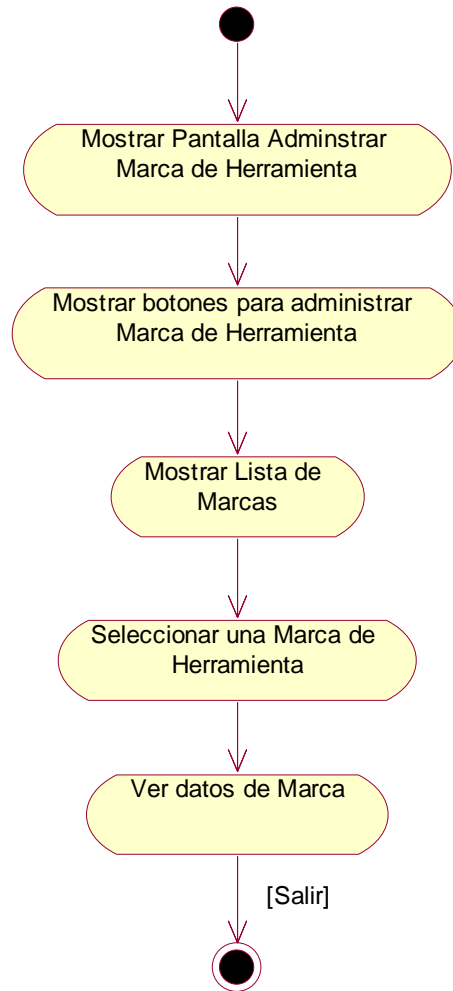 Mostrar Pantalla Adminstrar
Marca de Herramienta
Mostrar botones para administrar
Marca de Herramienta
Mostrar Lista de
Marcas
Seleccionar una Marca de
Herramienta
Ver datos de Marca
[Salir]